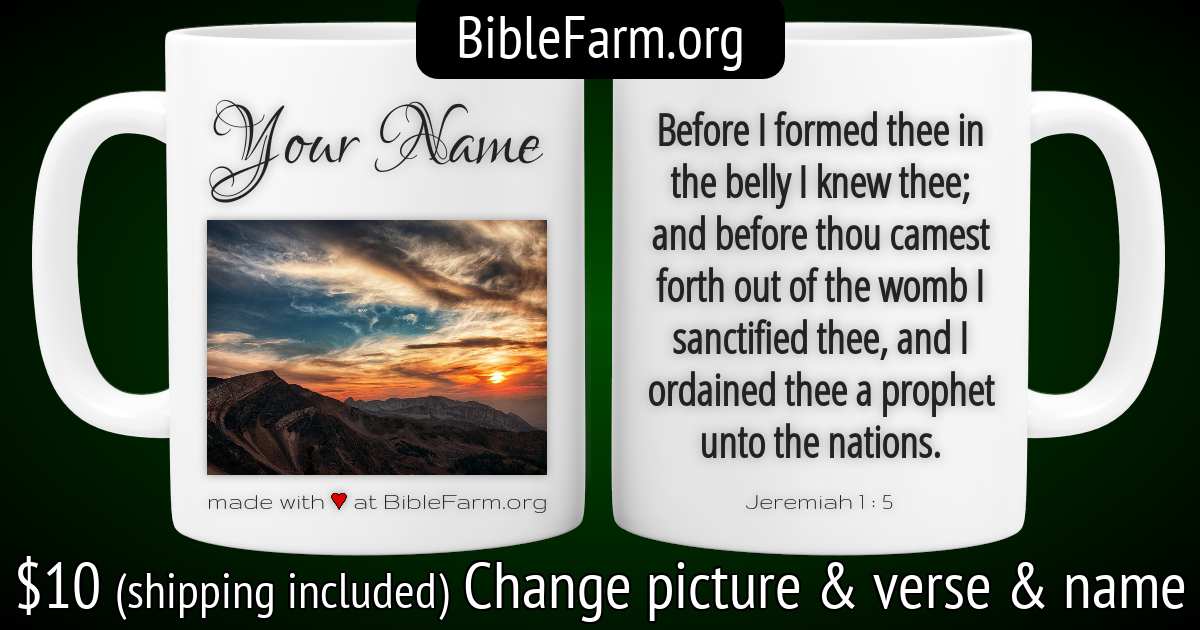 BibleFarm.org
Your Name
made with ❤ at BibleFarm.org
Before I formed thee in
the belly I knew thee;
and before thou camest
forth out of the womb I
sanctified thee, and I
ordained thee a prophet
unto the nations.
Jeremiah 1 : 5
$10 (shipping included) Change picture & verse & name